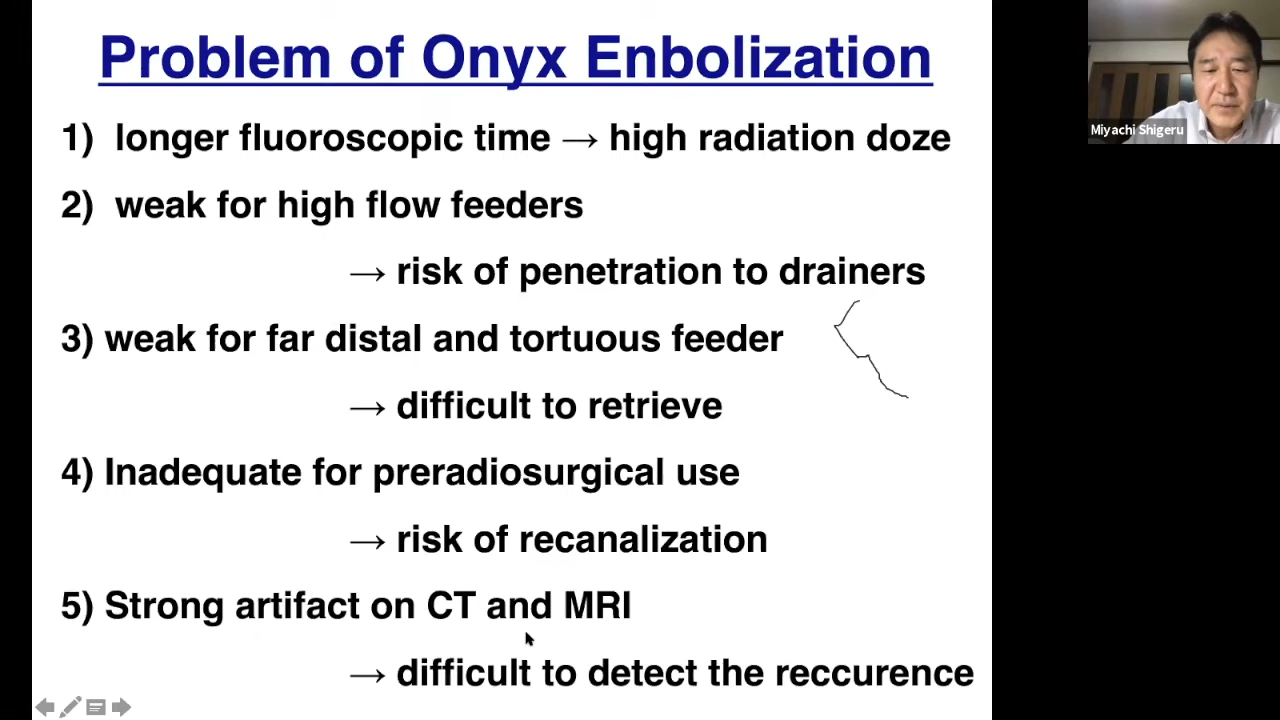 Problem of Onyx Enbolization
1) longer fluoroscopic time → high radiation doze
2) weak for high flow feeders
→ risk of penetration to drainers
3) weak for far distal and tortuous feeder
→ difficult to retrieve
4) Inadequate for preradiosurgical use
→ risk of recanalization
5) Strong artifact on CT and MRI
→ difficult to detect the reccurence
Miyachi Shigeru